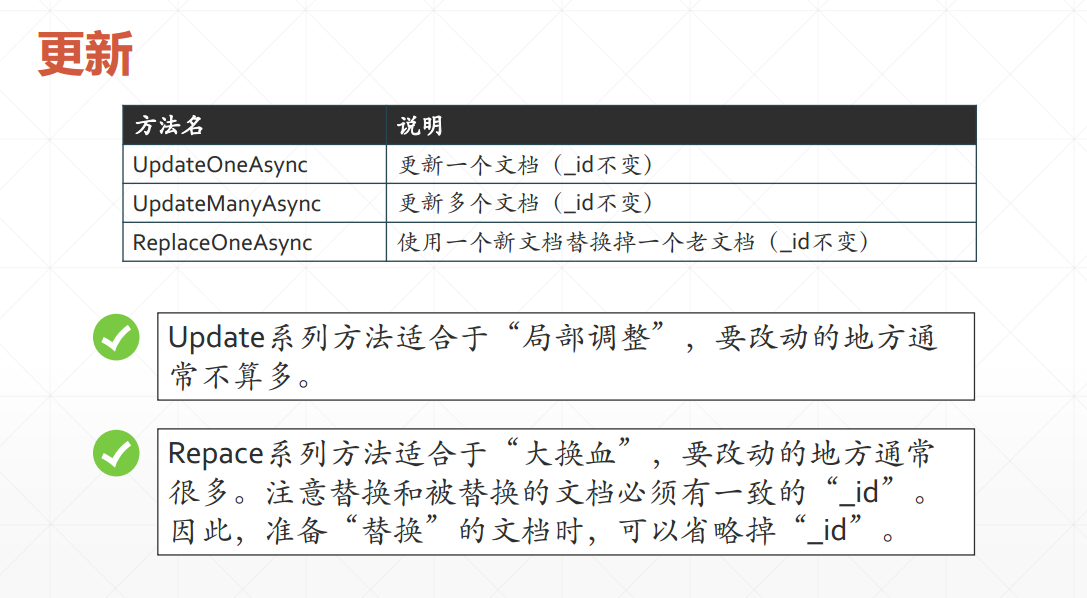 更新
方法名 说明
UpdateOneAsync 更新一个文档（_id不变）
UpdateManyAsync 更新多个文档（_id不变）
ReplaceOneAsync 使用一个新文档替换掉一个老文档（_id不变）
Update系列方法适合于“局部调整”，要改动的地方通
常不算多。
Repace系列方法适合于“大换血”，要改动的地方通常
很多。注意替换和被替换的文档必须有一致的“_id”。
因此，准备“替换”的文档时，可以省略掉“_id”。